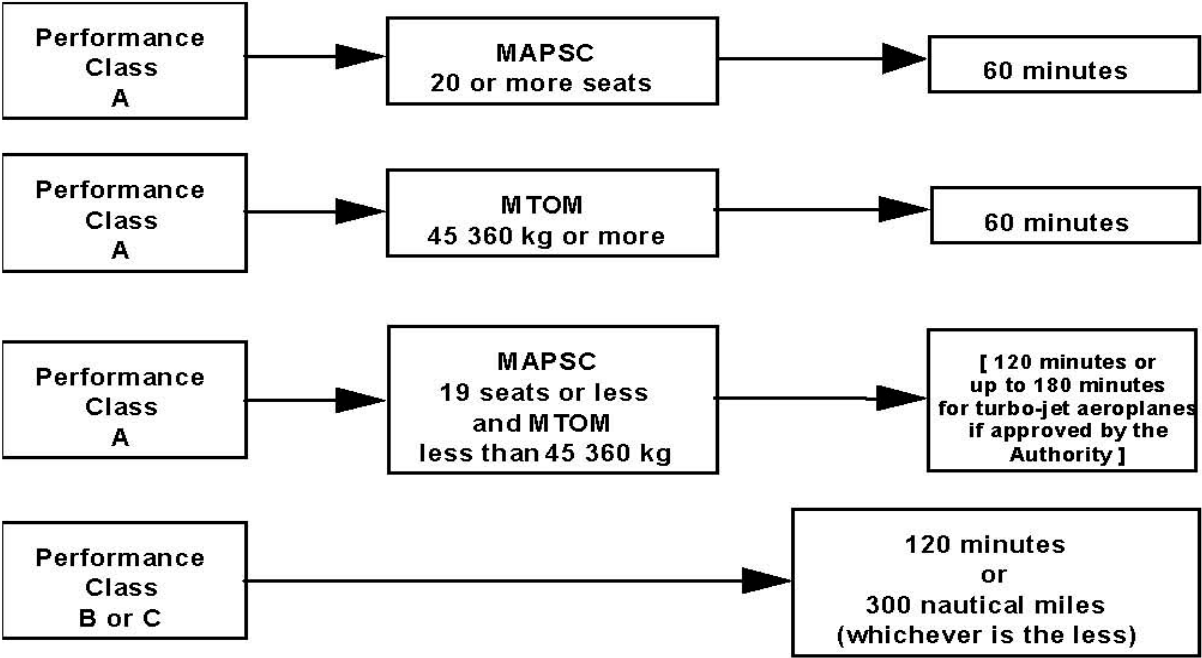 Performance
Class
A
MAPSC
20 or more seats
60 minutes
Performance
Class
A
MTOM
45 360 kg or more
60 minutes
Performance
Class
A
MAPSC
19 seats or less
and MTOM
less than 45 360 kg
[ 120 minutes or
up to 180 minutes
for turbo-jet aeroplanes
if approved by the
Authority ]
Performance
Class
B or C
120 minutes
or
300 nautical miles
(whichever is the less)